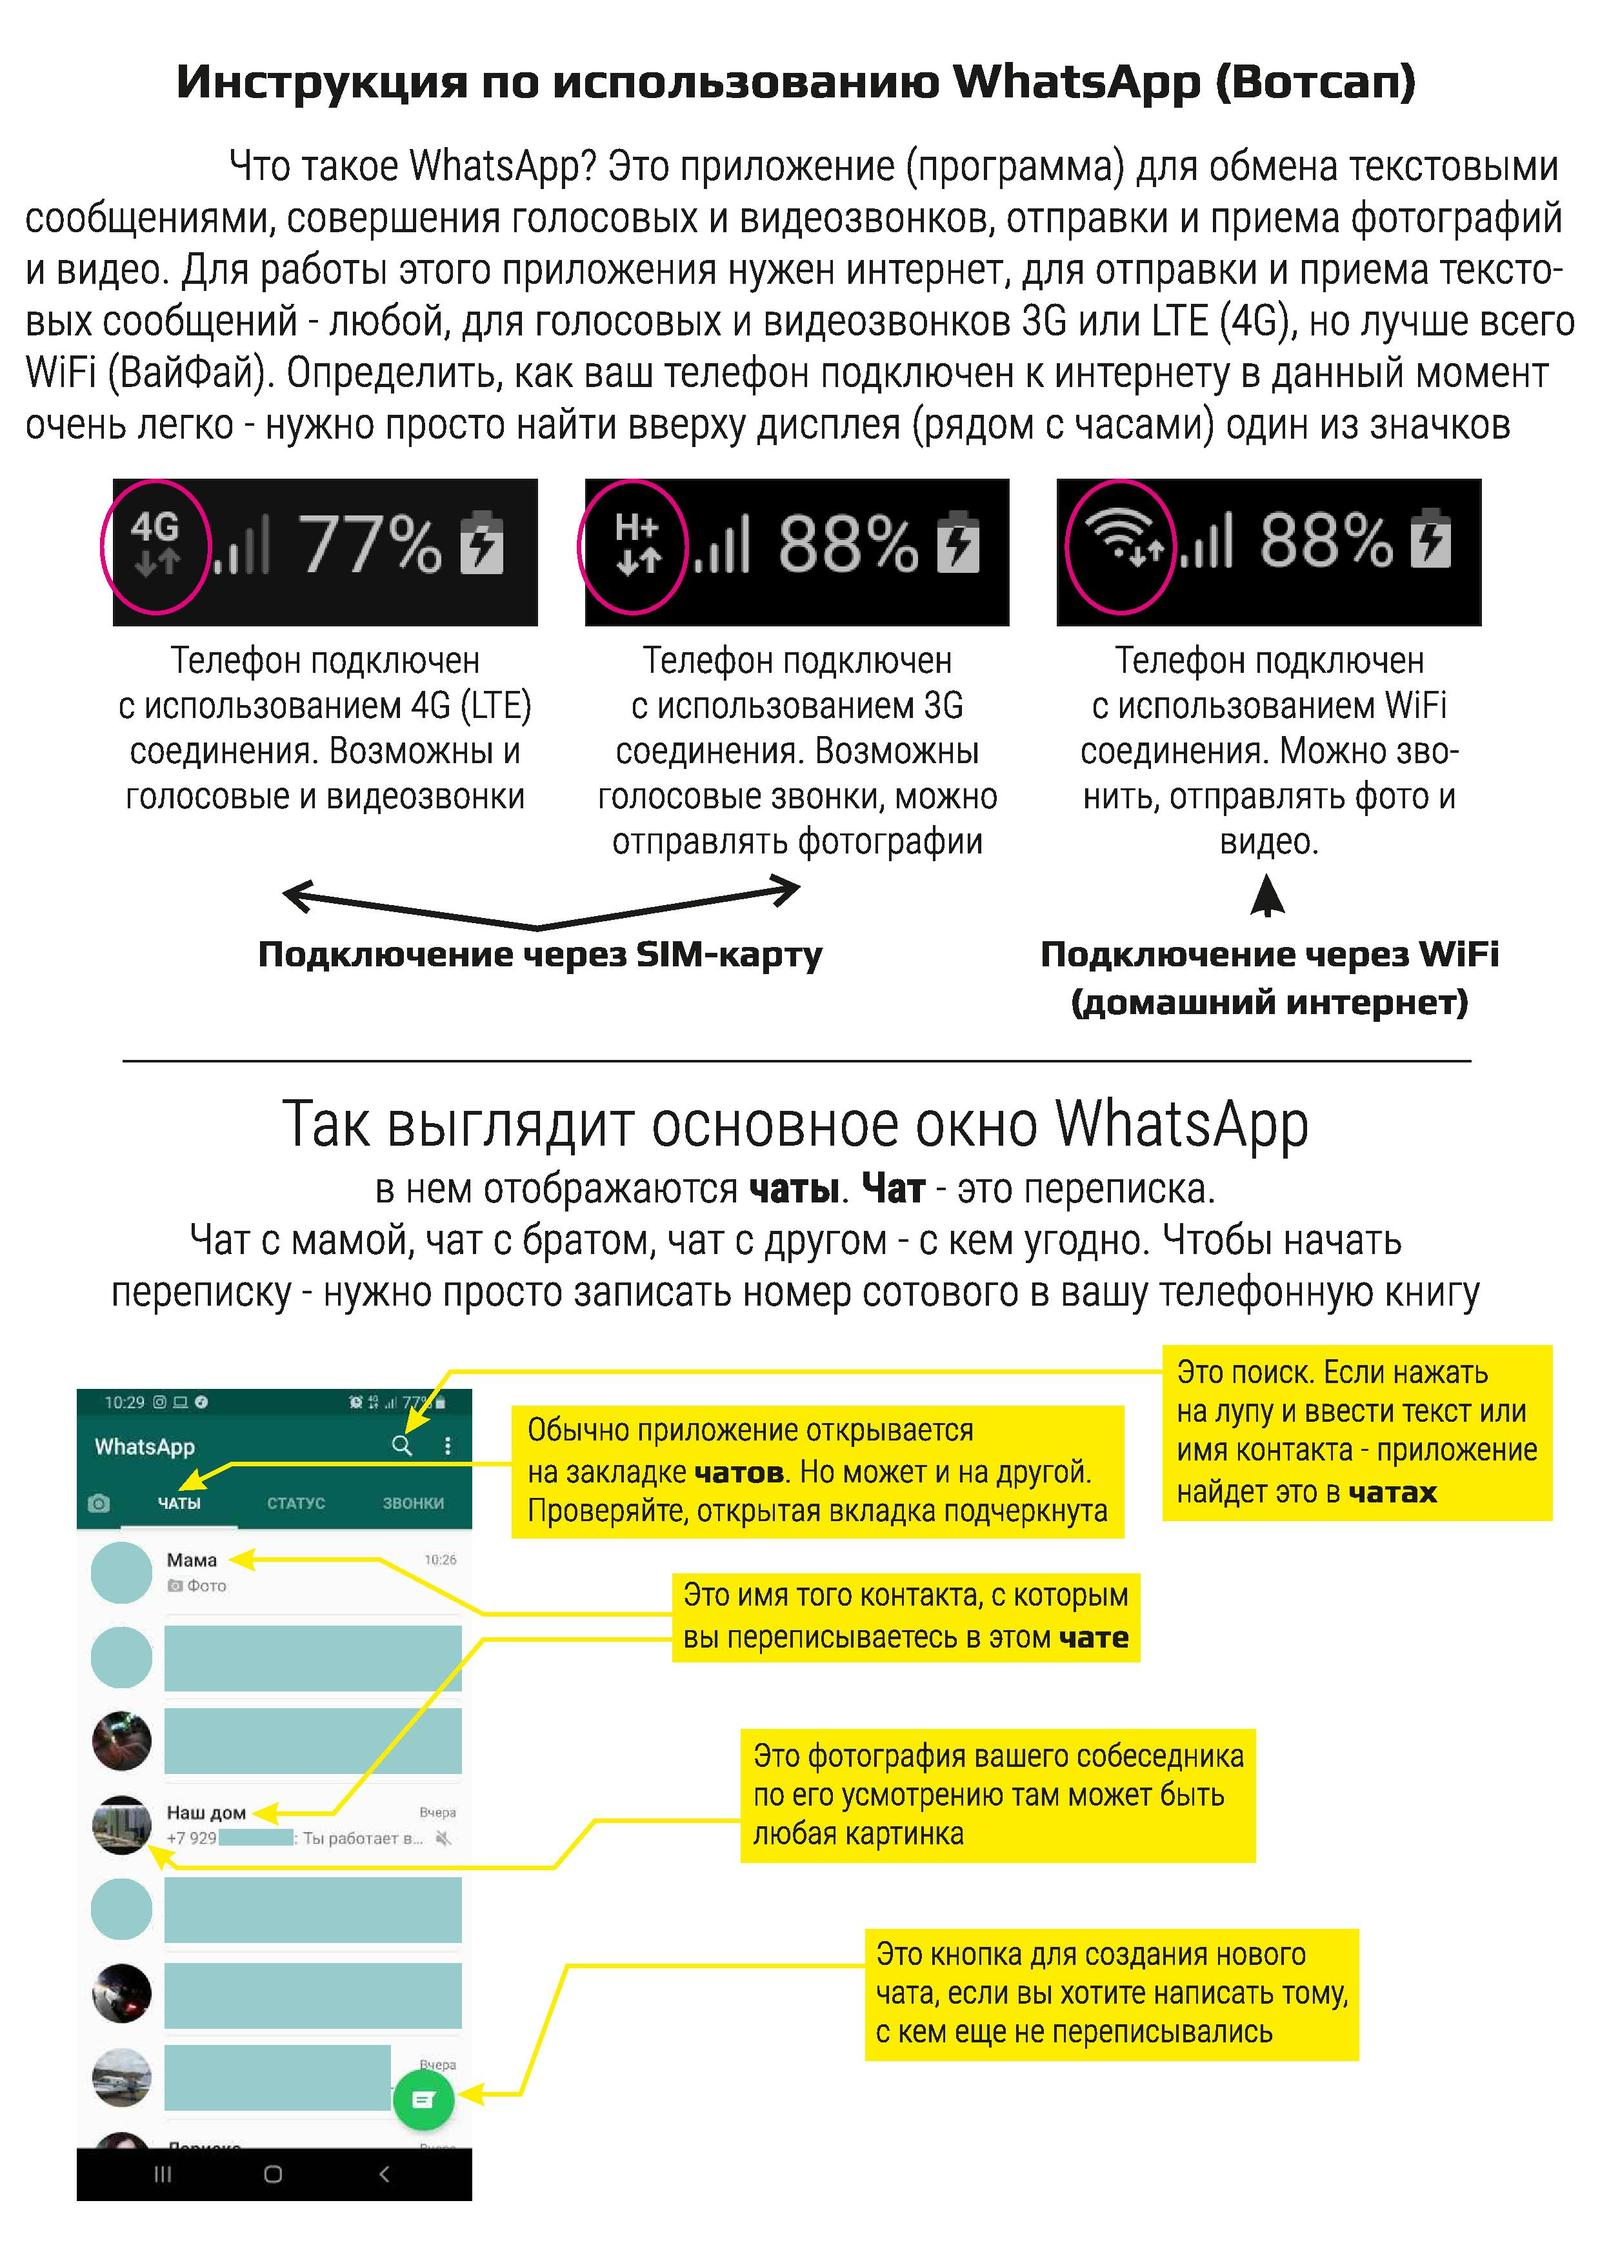 Инструкция по использованию WhatsApp (Вотсап)
Что такое WhatsApp? Это приложение (программа) для обмена текстовыми
сообщениями, совершения голосовых и видеозвонков, отправки и приема фотографий
и видео. Для работы этого приложения нужен интернет, для отправки и приема тексто-
вых сообщений - любой, для голосовых и видеозвонков 3G или LTE (4G), но лучше всего
WiFi (ВайФай). Определить, как ваш телефон подключен к интернету в данный момент
очень легко - нужно просто найти вверху дисплея (рядом с часами) один из значков
4G 77%
H+ 88%
88%
Телефон подключен
с использованием 4G (LTE)
соединения. Возможны и
голосовые и видеозвонки
Телефон подключен
с использованием 3G
соединения. Возможны
голосовые звонки, можно
отправлять фотографии
Телефон подключен
с использованием WiFi
соединения. Можно зво-
нить, отправлять фото и
видео.
Подключение через SIM-карту
Подключение через WiFi
(домашний интернет)
Так выглядит основное окно WhatsApp
в нем отображаются чаты. Чат - это переписка.
Чат с мамой, чат с братом, чат с другом - с кем угодно. Чтобы начать
переписку - нужно просто записать номер сотового в вашу телефонную книгу
Это поиск. Если нажать
на лупу и ввести текст или
имя контакта - приложение
найдет это в чатах
10:29 4G 77%
WhatsApp
ЧАТЫ СТАТУС ЗВОНКИ
Обычно приложение открывается
на закладке чатов. Но может и на другой.
Проверяйте, открытая вкладка подчеркнута
Мама 10:26
Фото
Это имя того контакта, с которым
вы переписываетесь в этом чате
Это фотография вашего собеседника
по его усмотрению там может быть
любая картинка
Наш дом Вчера
+7 929 : Ты работает в...
Это кнопка для создания нового
чата, если вы хотите написать тому,
с кем еще не переписывались
Вчера